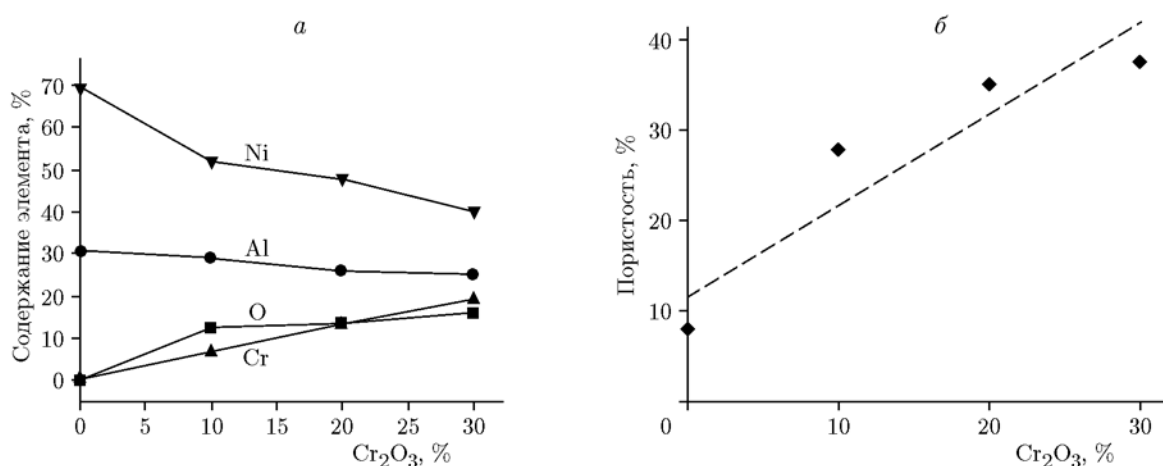 а
Содержание элемента, %
70
60
50
40
30
20
10
0
Ni
Al
O
Cr
0 5 10 15 20 25 30
Cr₂O₃, %
б
Пористость, %
40
30
20
10
0 10 20 30
Cr₂O₃, %